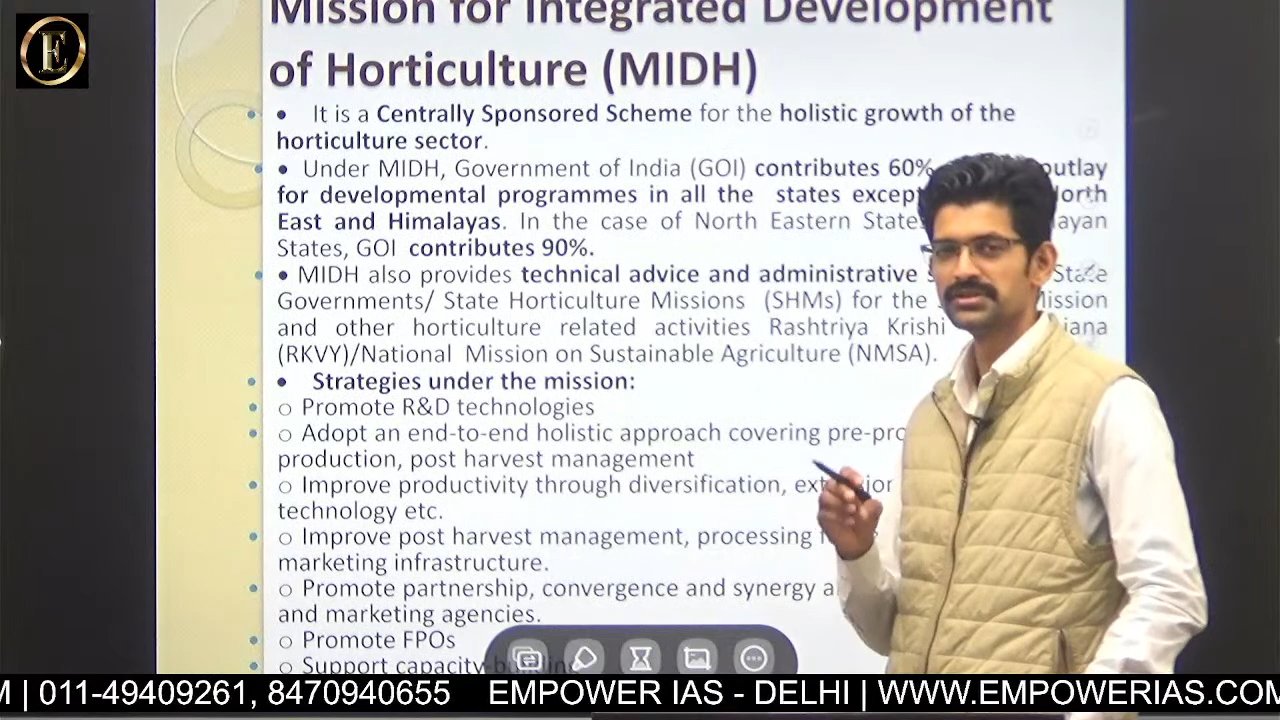 E
Mission for Integrated Development
of Horticulture (MIDH)
• It is a Centrally Sponsored Scheme for the holistic growth of the
horticulture sector.
• Under MIDH, Government of India (GOI) contributes 60% outlay
for developmental programmes in all the states except
East and Himalayas. In the case of North Eastern
States, GOI contributes 90%.
• MIDH also provides technical advice and administrative State
Governments/ State Horticulture Missions (SHMs) for the
and other horticulture related activities Rashtriya Krishi
(RKVY)/National Mission on Sustainable Agriculture (NMSA).
• Strategies under the mission:
o Promote R&D technologies
o Adopt an end-to-end holistic approach covering
production, post harvest management
o Improve productivity through diversification,
technology etc.
o Improve post harvest management, processing
marketing infrastructure.
o Promote partnership, convergence and synergy
and marketing agencies.
o Promote FPOs
o Support capacity-
M | 011-49409261, 8470940655 EMPOWER IAS - DELHI | WWW.EMPOWERIAS.COM